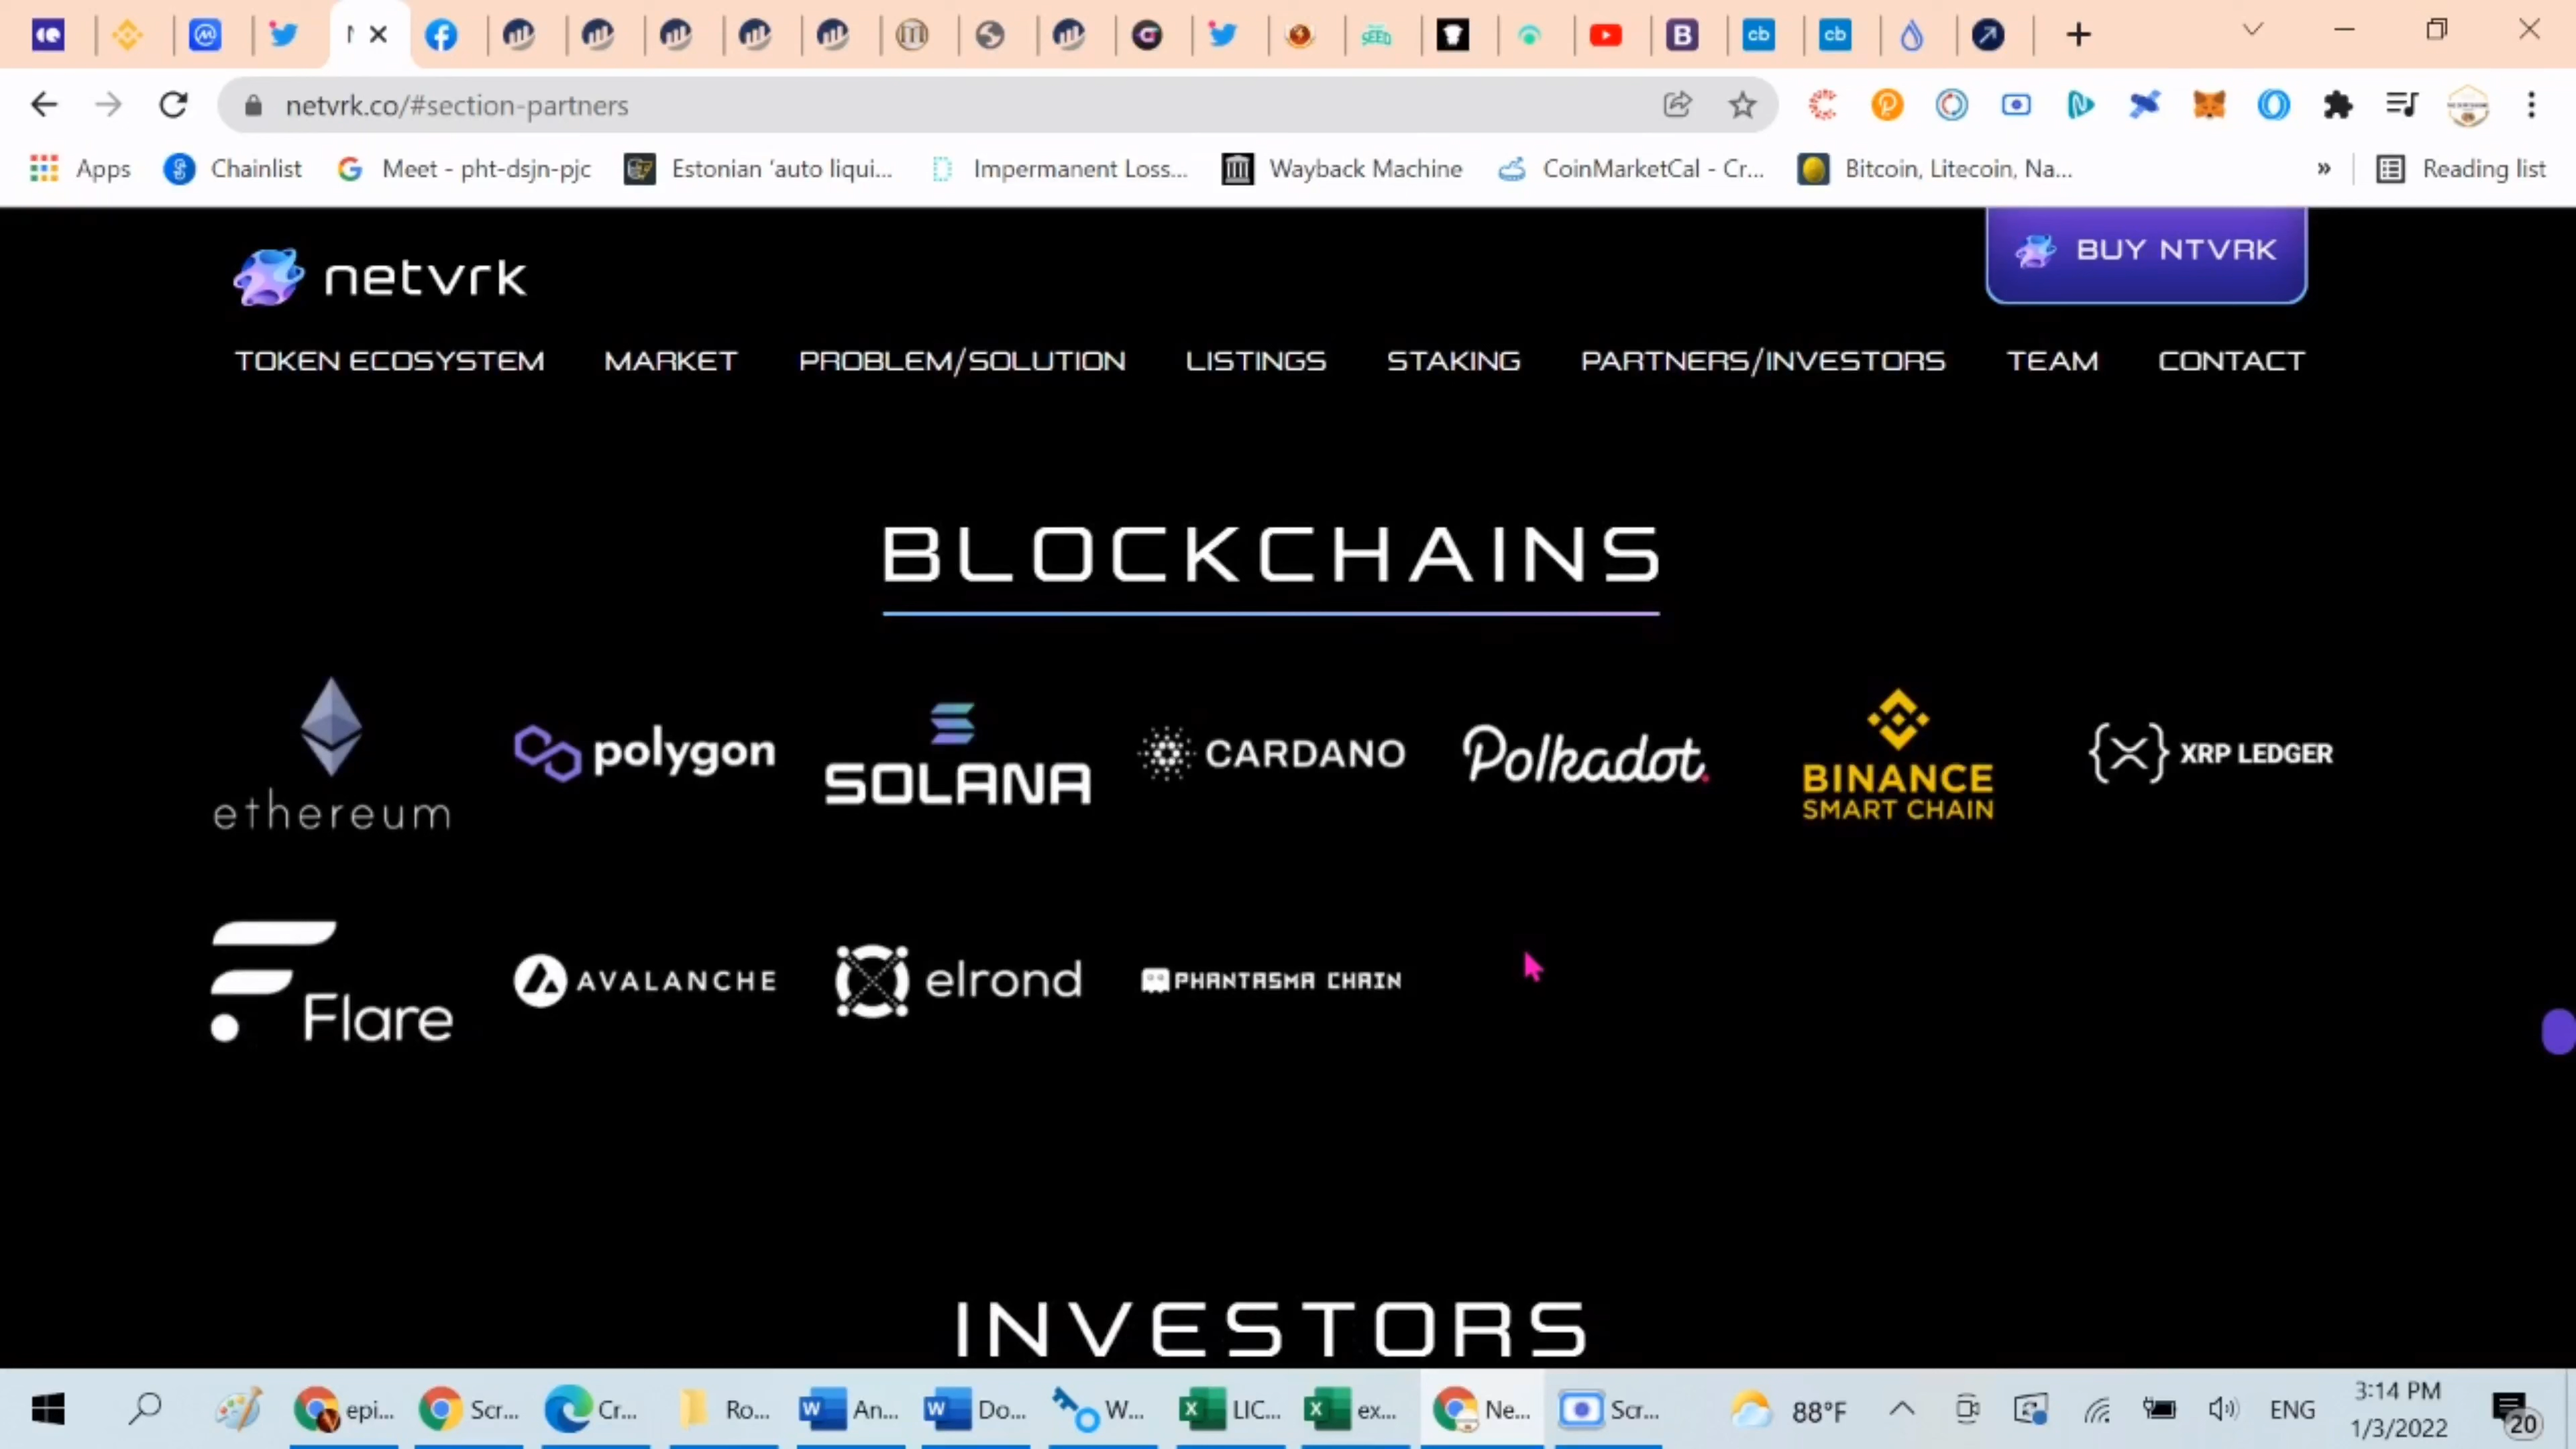 netvrk.co/#section-partners
Apps Chainlist Meet - pht-dsjn-pjc Estonian ‘auto liqui... Impermanent Loss... Wayback Machine CoinMarketCal - Cr... Bitcoin, Litecoin, Na... » Reading list
netvrk
BUY NTVRK
TOKEN ECOSYSTEM MARKET PROBLEM/SOLUTION LISTINGS STAKING PARTNERS/INVESTORS TEAM CONTACT
BLOCKCHAINS
ethereum
polygon
SOLANA
CARDANO
Polkadot.
BINANCE
SMART CHAIN
XRP LEDGER
Flare
AVALANCHE
elrond
PHANTASMA CHAIN
INVESTORS
epi... Scr... Cr... Ro... An... Do... W... LIC... ex... Ne... Scr... 88°F ENG
3:14 PM
1/3/2022
20